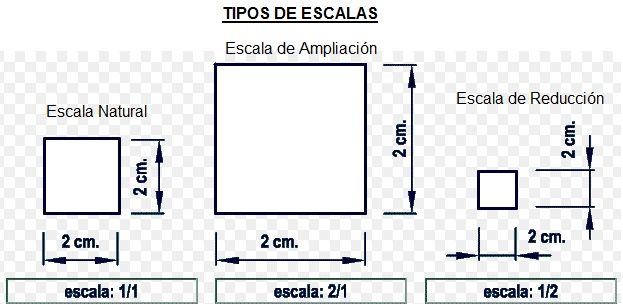 TIPOS DE ESCALAS
Escala de Ampliación
Escala Natural
Escala de Reducción
2 cm.
2 cm.
2 cm.
2 cm.
2 cm.
2 cm.
escala: 1/1
escala: 2/1
escala: 1/2